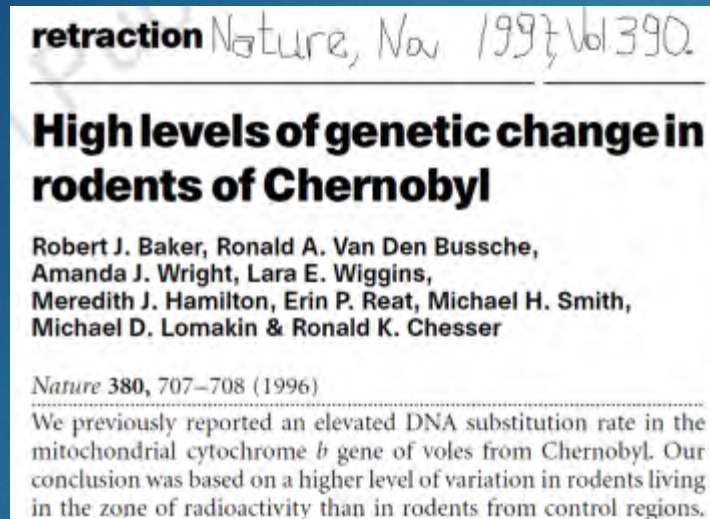 retraction Nature, Nov 1997, Vol 390.
High levels of genetic change in
rodents of Chernobyl
Robert J. Baker, Ronald A. Van Den Bussche,
Amanda J. Wright, Lara E. Wiggins,
Meredith J. Hamilton, Erin P. Reat, Michael H. Smith,
Michael D. Lomakin & Ronald K. Chesser
Nature 380, 707–708 (1996)
We previously reported an elevated DNA substitution rate in the
mitochondrial cytochrome b gene of voles from Chernobyl. Our
conclusion was based on a higher level of variation in rodents living
in the zone of radioactivity than in rodents from control regions.